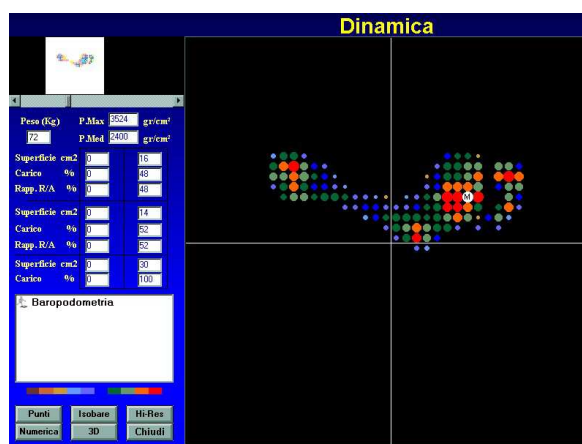 Dinamica
Peso (Kg) P.Max 3524 gr/cm²
72 P.Med 2400 gr/cm²
Superficie cm2 0 16
Carico % 0 48
Rapp. R/A % 0 48
Superficie cm2 0 14
Carico % 0 52
Rapp. R/A % 0 52
Superficie cm2 0 30
Carico % 0 100
Baropodometria
M
Punti Isobare Hi-Res
Numerica 3D Chiudi